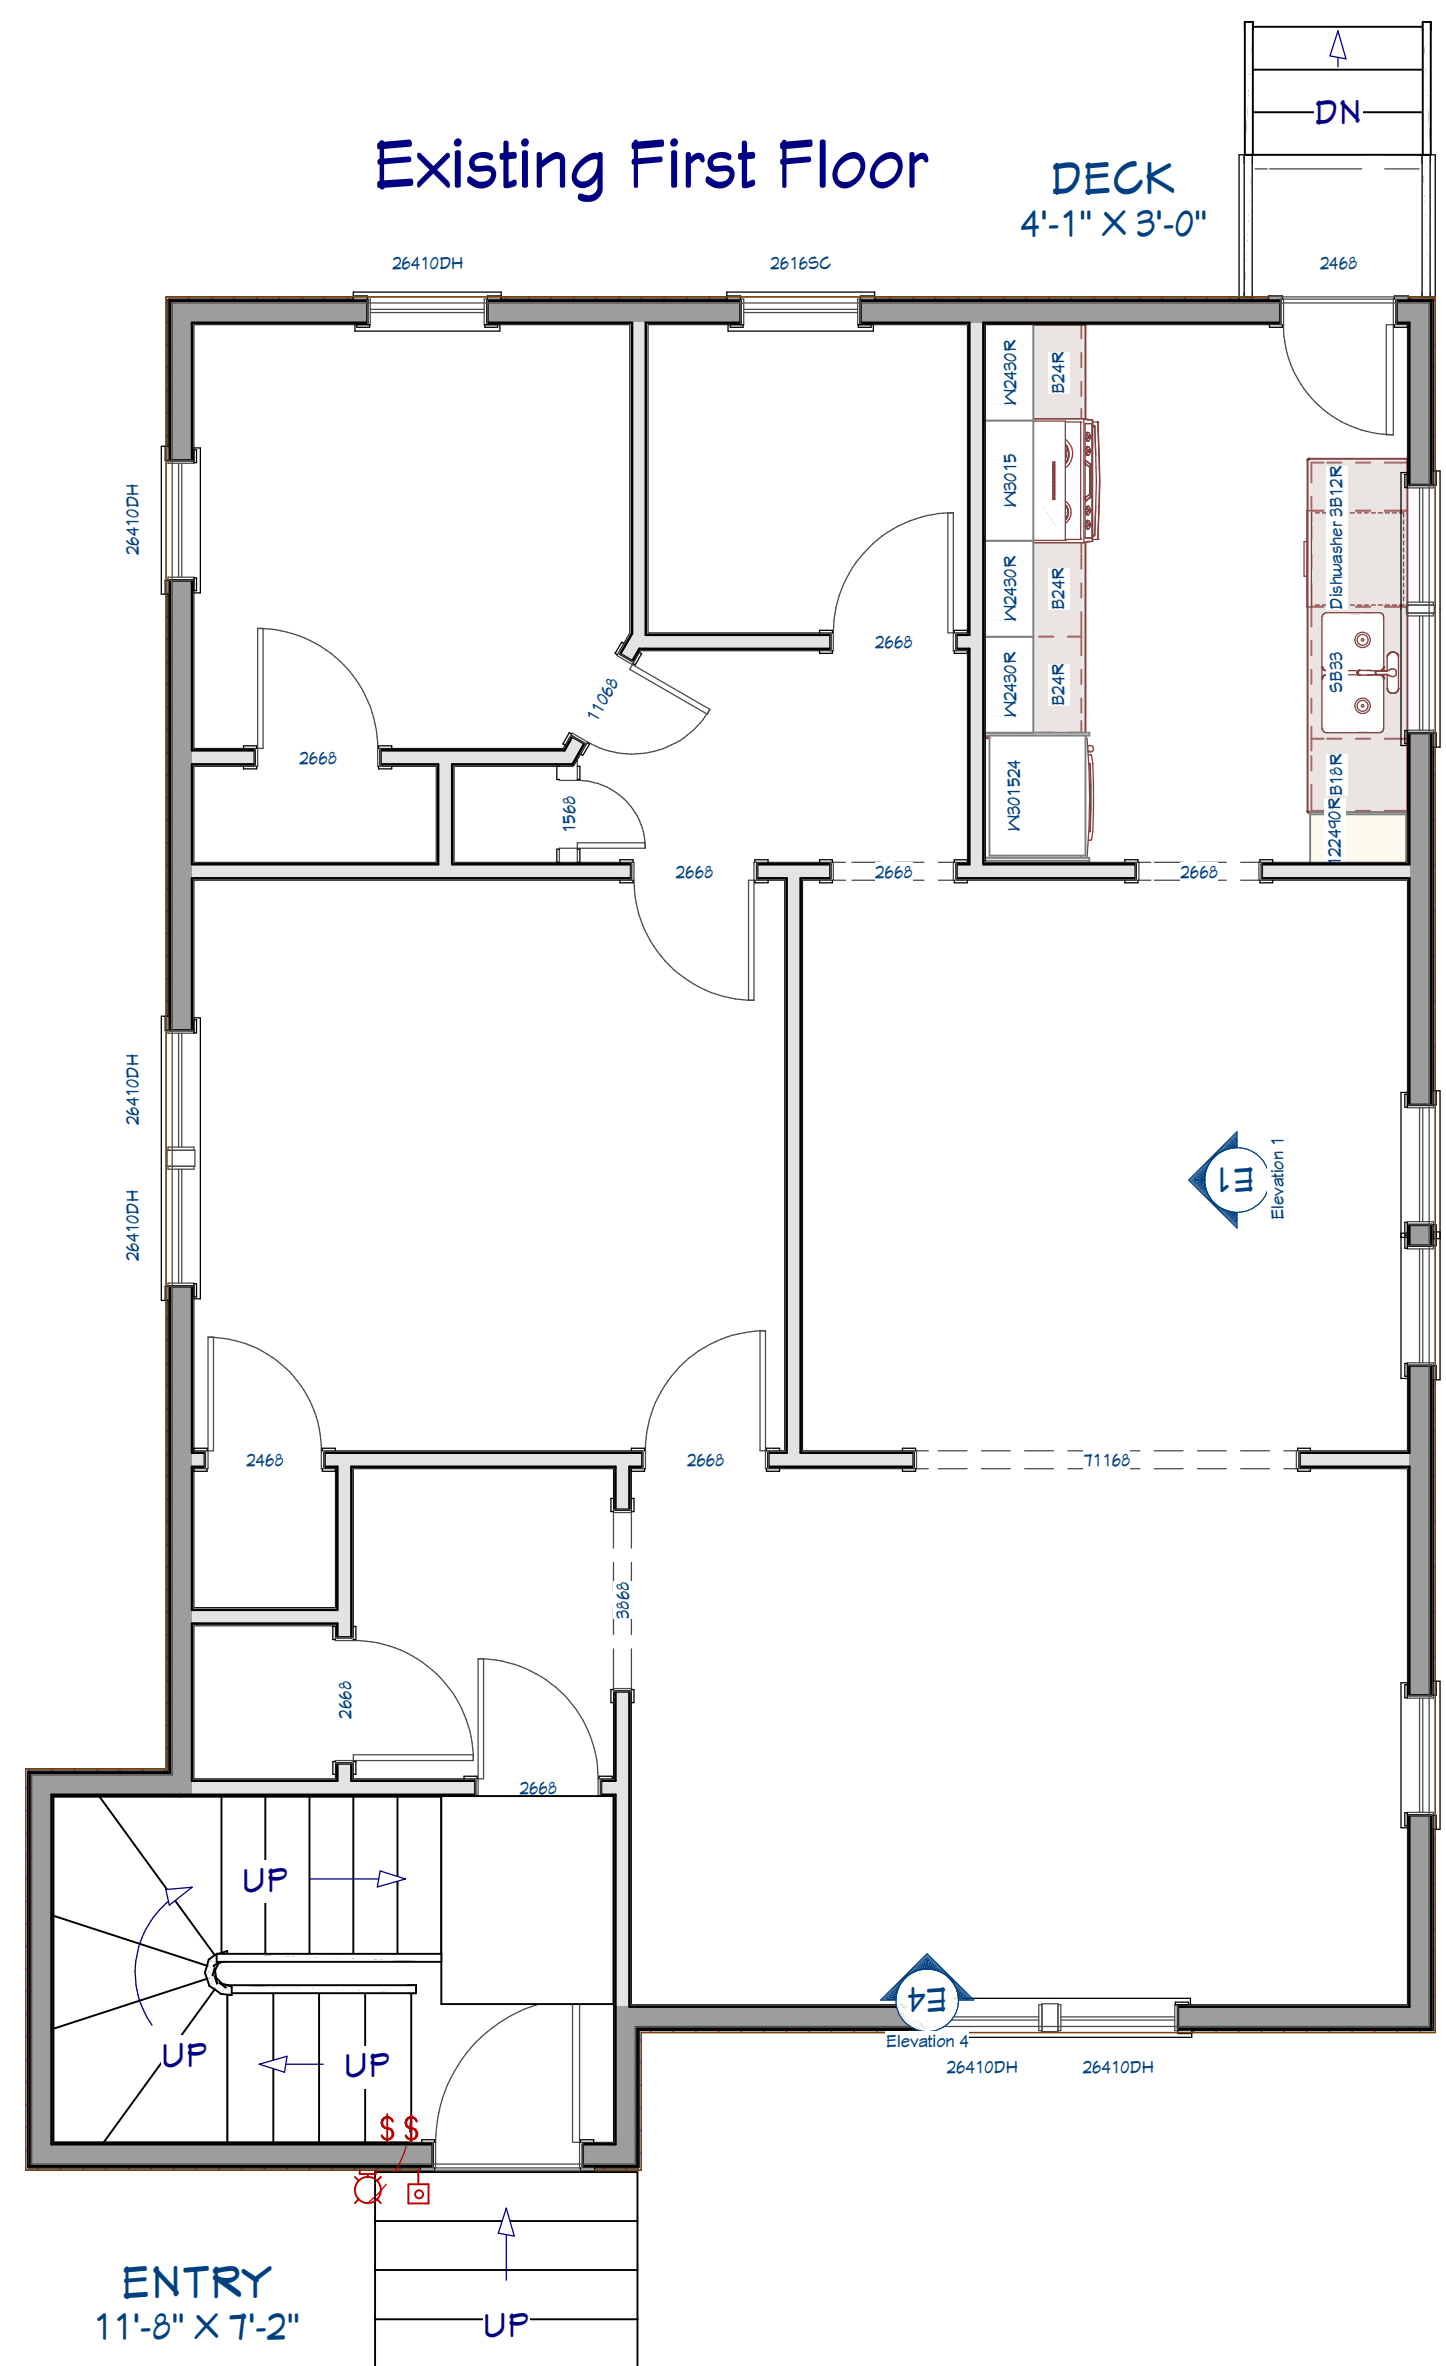 DN
Existing First Floor
DECK
4'-1" X 3'-0"
26410DH
2616SC
2468
W2430R
B24R
W3015
26410DH
Dishwasher 3B12R
W2430R
B24R
2668
W2430R
B24R
SB33
11068
2668
W301524
B18R
1568
122490R
2668
2668
2668
26410DH
E1
Elevation 1
26410DH
2468
2668
71168
3868
2668
2668
UP
E4
UP
UP
Elevation 4
26410DH
26410DH
$ $
ENTRY
11'-8" X 7'-2"
UP